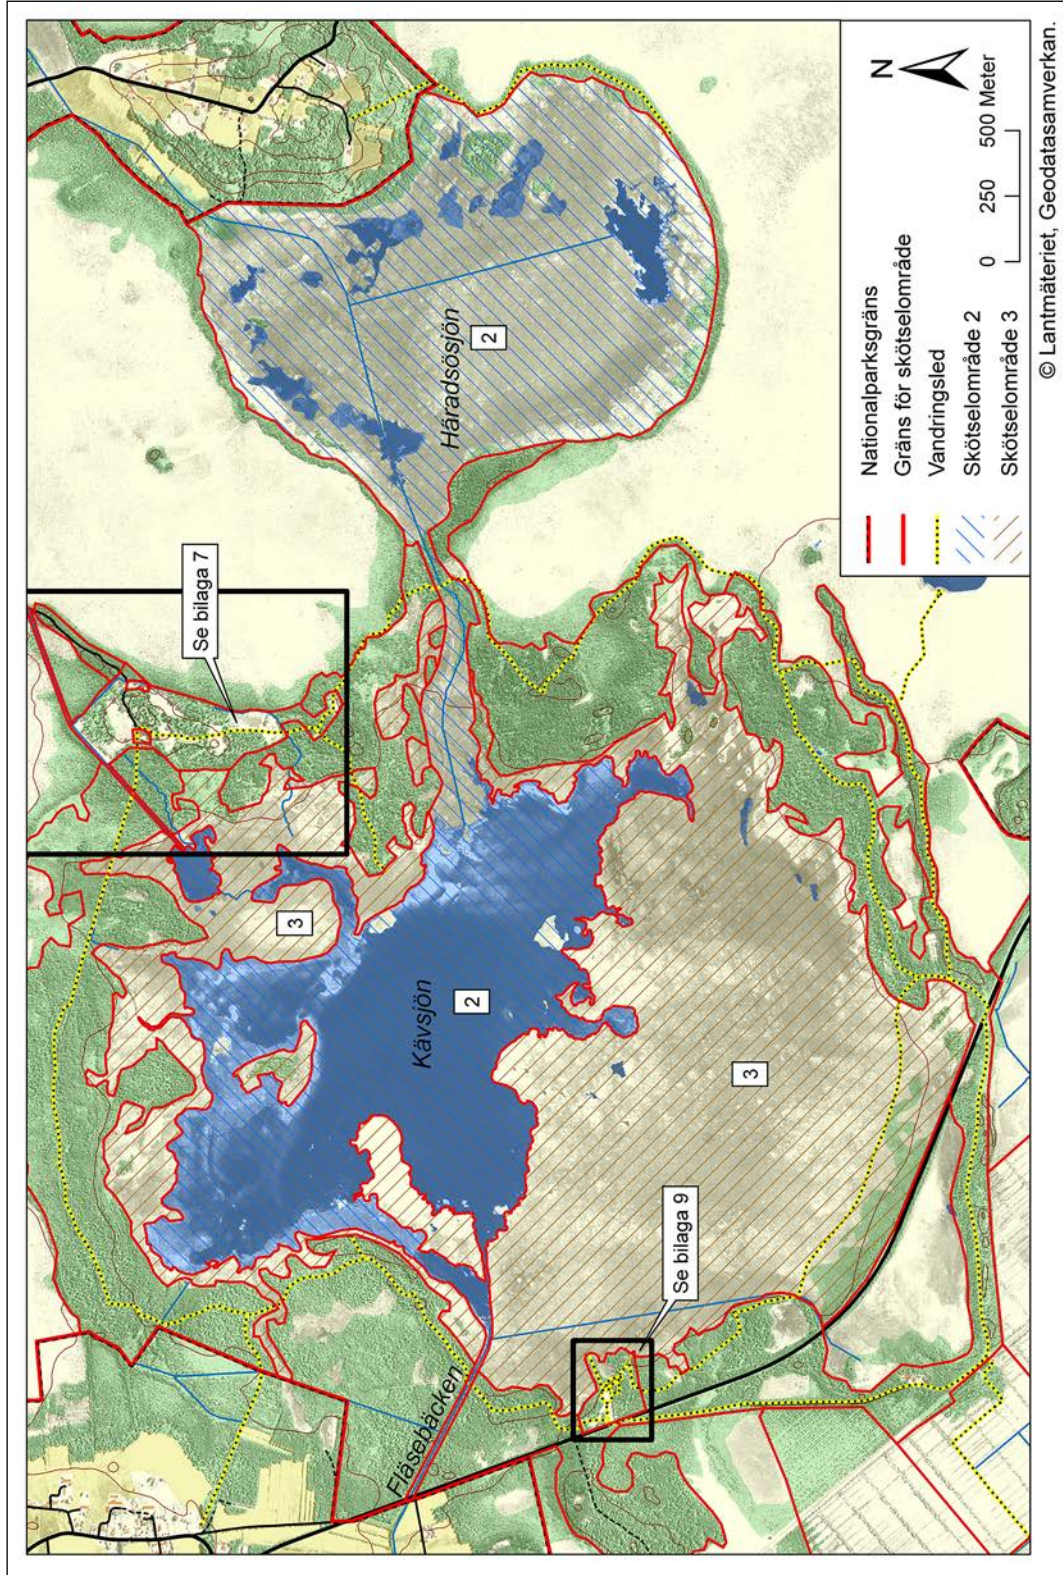 Se bilaga 7
Häradsösjön
2
3
Kävsjön
2
3
Se bilaga 9
Fläsebäcken
N
0 250 500 Meter
Nationalparksgräns
Gräns för skötselområde
Vandringsled
Skötselområde 2
Skötselområde 3
© Lantmäteriet, Geodatasamverkan.